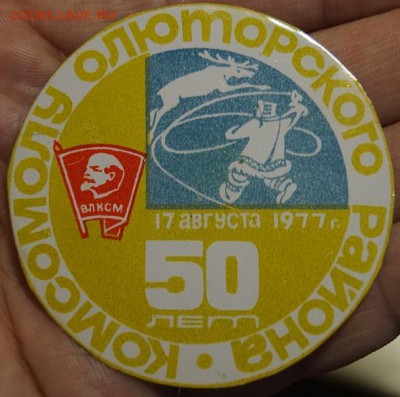 КОМСОМОЛУ ОЛЮТОРСКОГО РАЙОНА •
ВЛКСМ
17 августа 1977 г.
50
лет